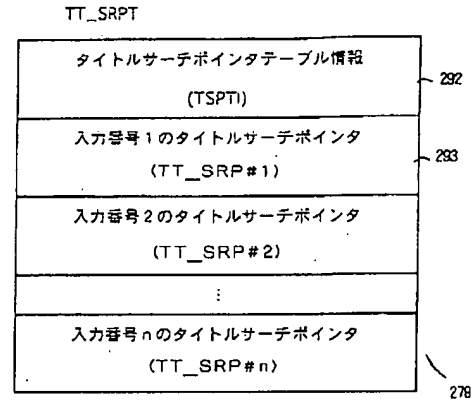 TT_SRPT
タイトルサーチポインタテーブル情報
(TSPTI)
292
入力番号1のタイトルサーチポインタ
(TT_SRP#1)
293
入力番号2のタイトルサーチポインタ
(TT_SRP#2)
⋮
入力番号nのタイトルサーチポインタ
(TT_SRP#n)
278